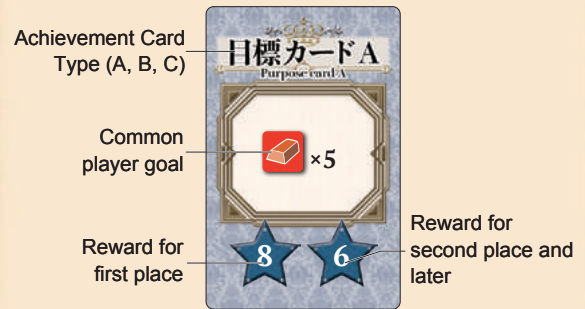 Achievement Card
Type (A, B, C)
目標カードA
Purpose card A
Common
player goal
×5
Reward for
first place
8
6
Reward for
second place and
later